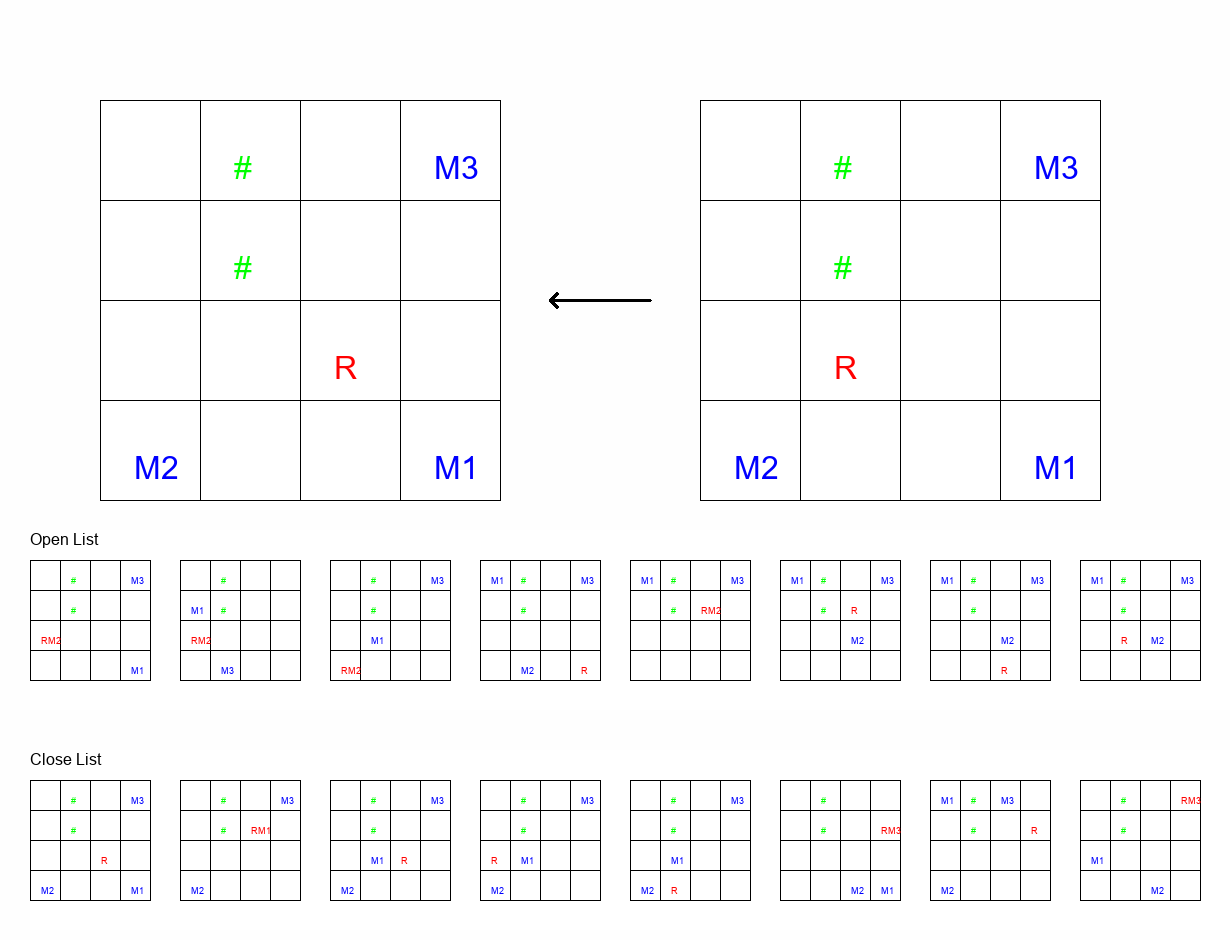 # M3 # M3
# #
R R
M2 M1 M2 M1
Open List
# M3 # # M3 M1 # M3 M1 # M3 M1 # M3 M1 # M3 M1 # M3
# M1 # # # # RM2 # R # #
RM2 RM2 M1 M2 M2 R M2
M1 M3 RM2 M2 R R
Close List
# M3 # M3 # M3 # M3 # M3 # M1 # M3 # RM3
# # RM1 # # # # RM3 # R #
R M1 R R M1 M1 M1
M2 M1 M2 M2 M2 M2 R M2 M1 M2 M2